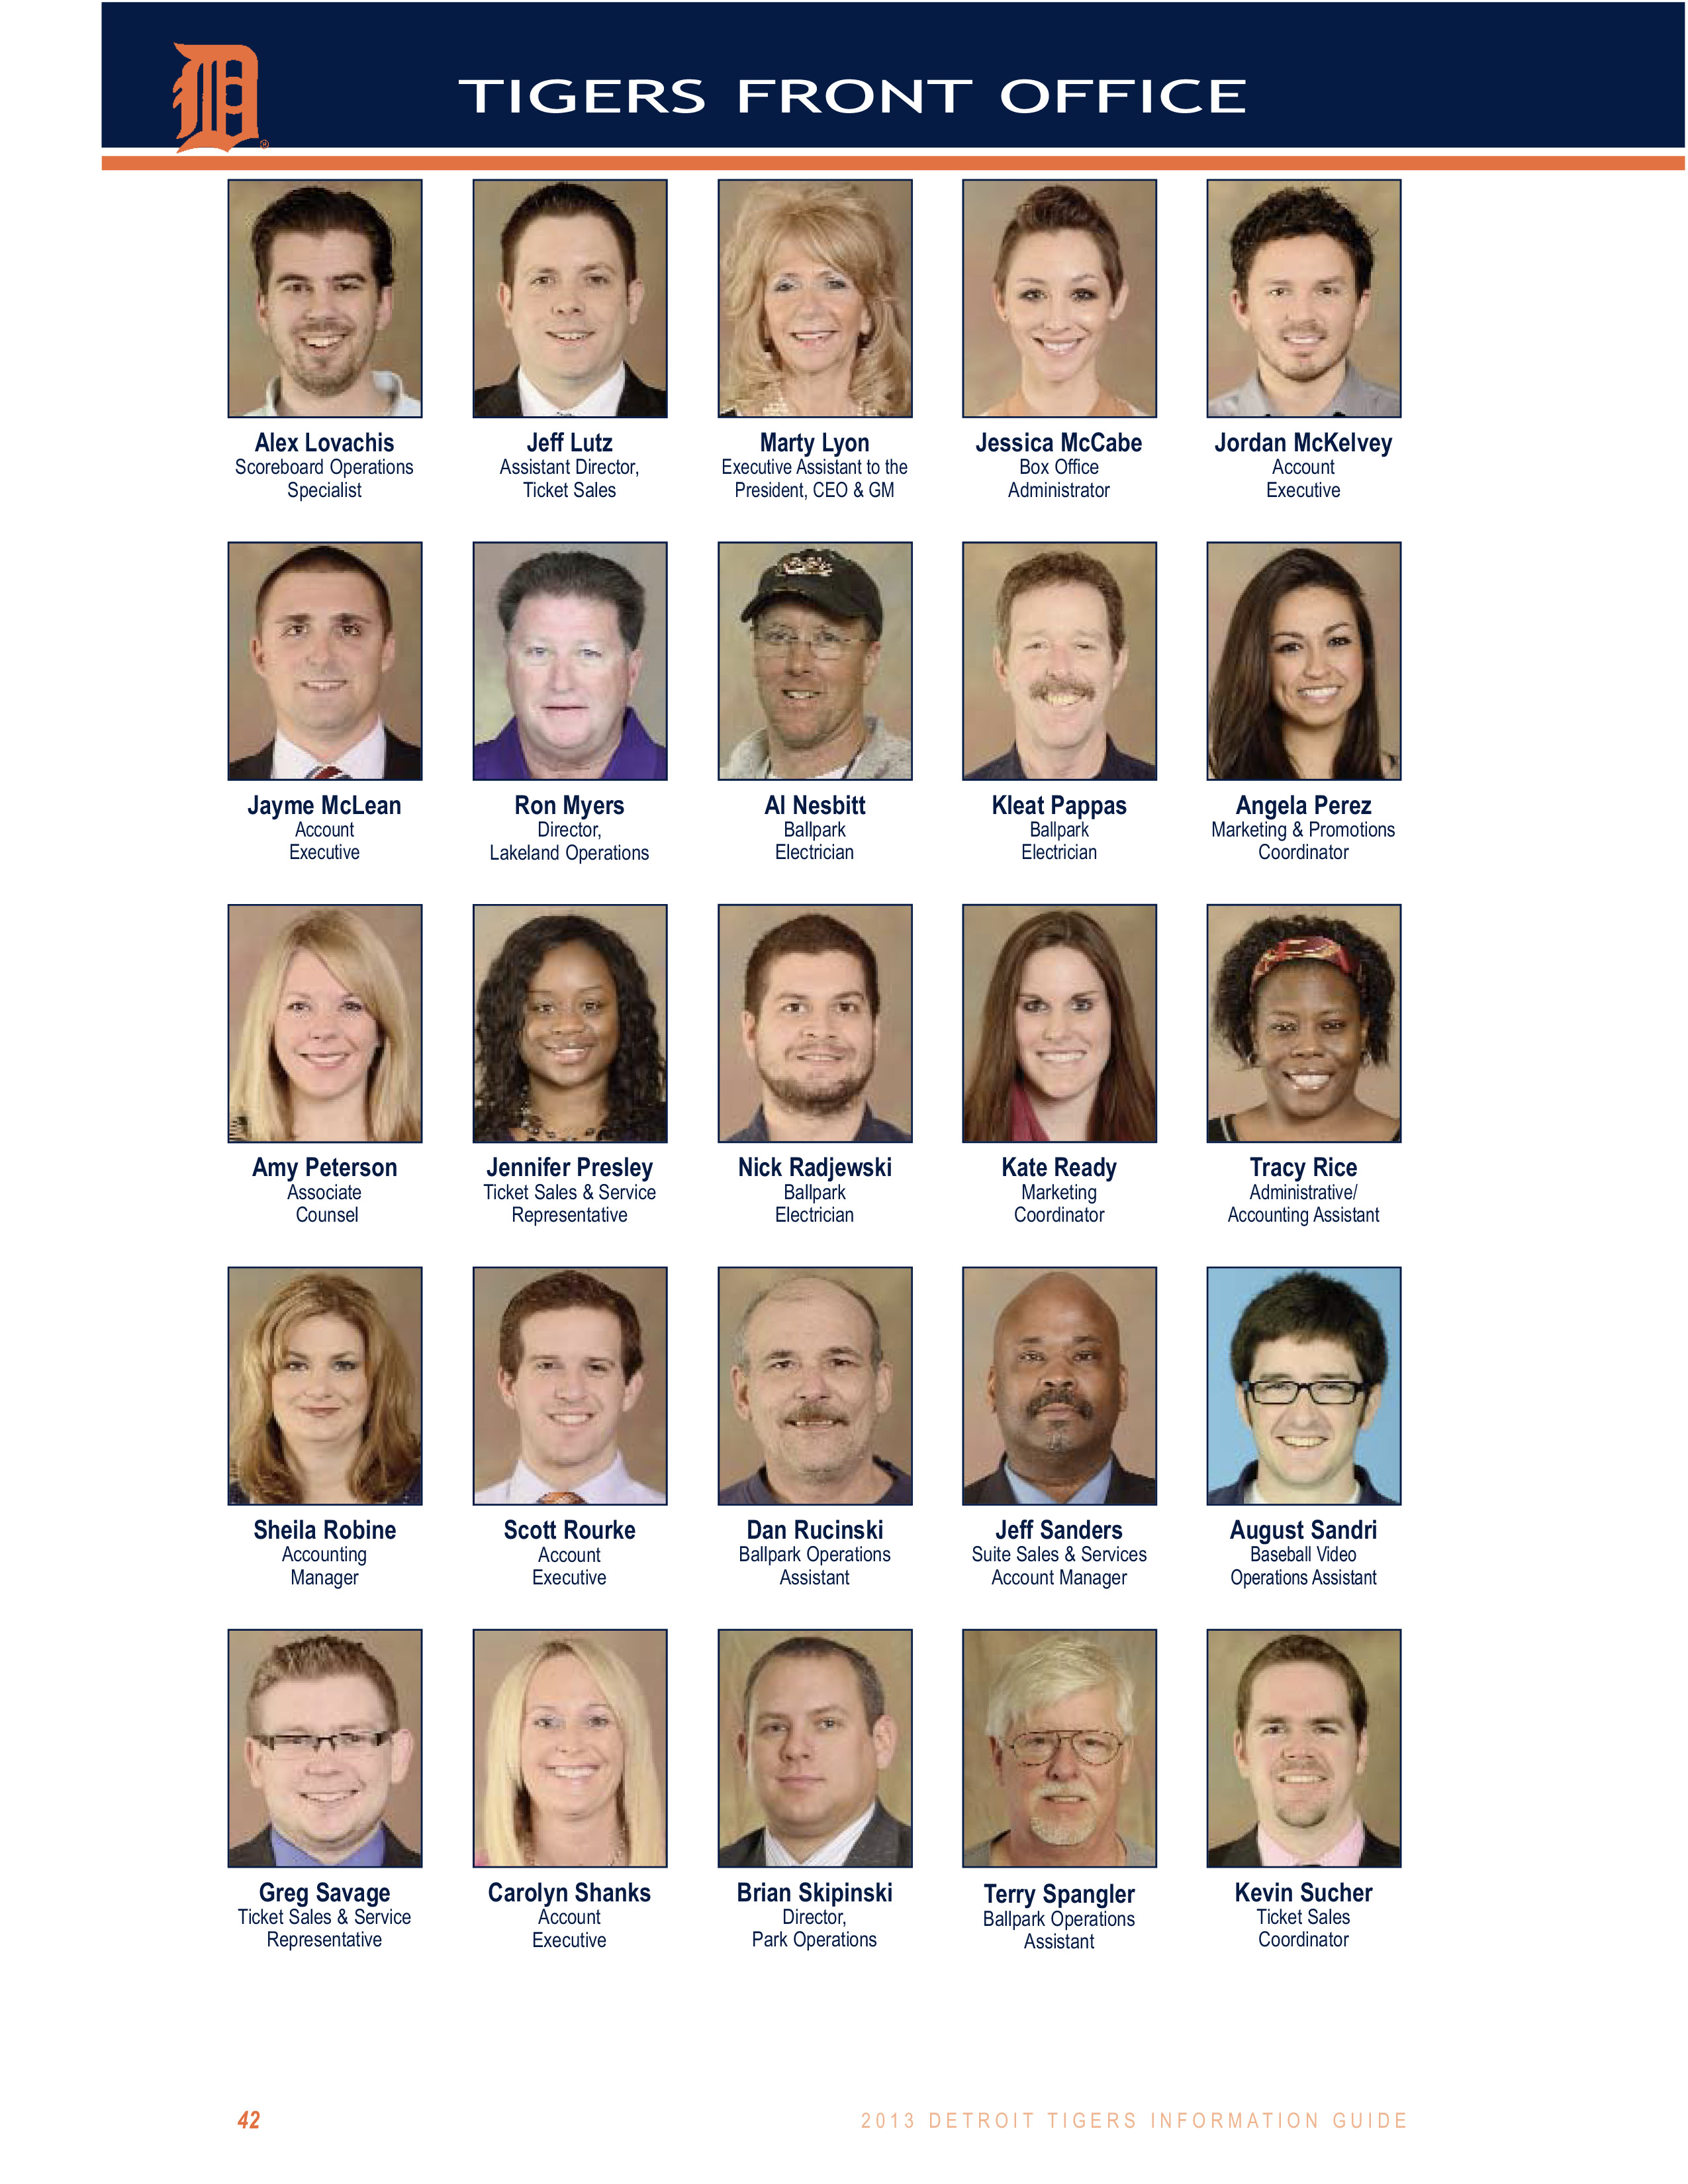 TIGERS FRONT OFFICE
Alex Lovachis
Scoreboard Operations
Specialist
Jeff Lutz
Assistant Director,
Ticket Sales
Marty Lyon
Executive Assistant to the
President, CEO & GM
Jessica McCabe
Box Office
Administrator
Jordan McKelvey
Account
Executive
Jayme McLean
Account
Executive
Ron Myers
Director,
Lakeland Operations
Al Nesbitt
Ballpark
Electrician
Kleat Pappas
Ballpark
Electrician
Angela Perez
Marketing & Promotions
Coordinator
Amy Peterson
Associate
Counsel
Jennifer Presley
Ticket Sales & Service
Representative
Nick Radjewski
Ballpark
Electrician
Kate Ready
Marketing
Coordinator
Tracy Rice
Administrative/
Accounting Assistant
Sheila Robine
Accounting
Manager
Scott Rourke
Account
Executive
Dan Rucinski
Ballpark Operations
Assistant
Jeff Sanders
Suite Sales & Services
Account Manager
August Sandri
Baseball Video
Operations Assistant
Greg Savage
Ticket Sales & Service
Representative
Carolyn Shanks
Account
Executive
Brian Skipinski
Director,
Park Operations
Terry Spangler
Ballpark Operations
Assistant
Kevin Sucher
Ticket Sales
Coordinator
42
2013 DETROIT TIGERS INFORMATION GUIDE